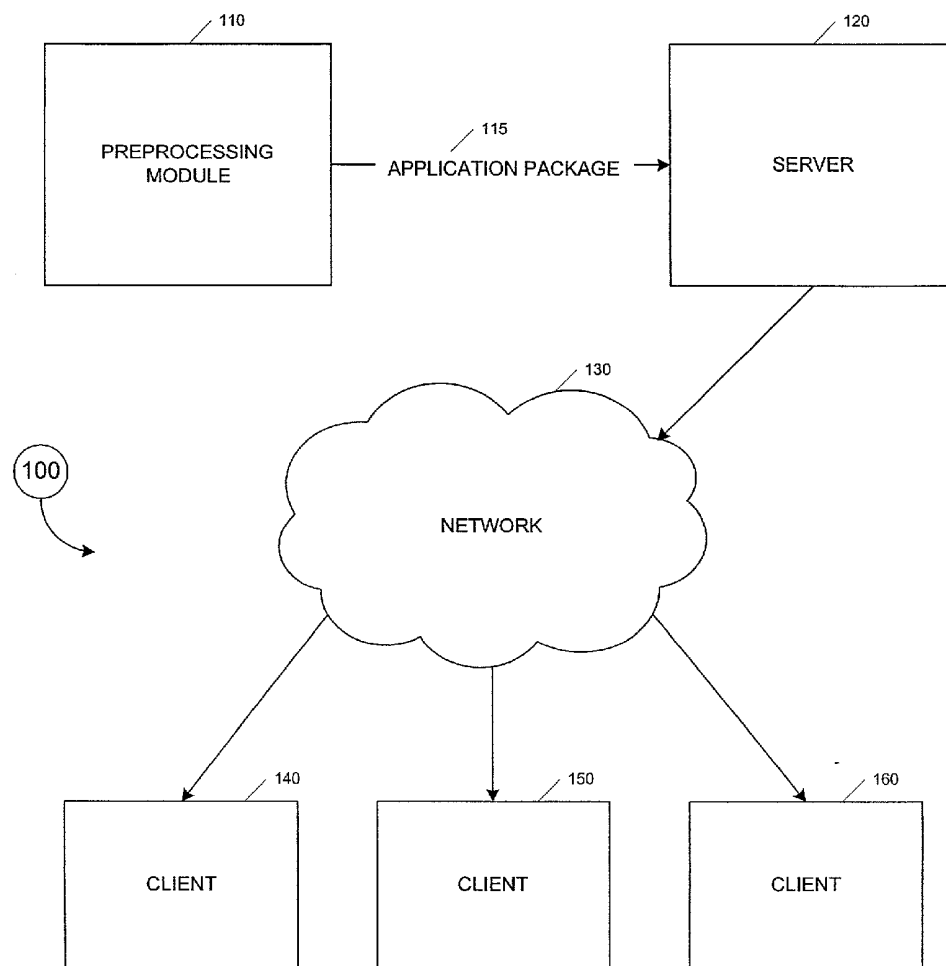 110
120
PREPROCESSING
MODULE
115
APPLICATION PACKAGE
SERVER
130
100
NETWORK
140
150
160
CLIENT
CLIENT
CLIENT